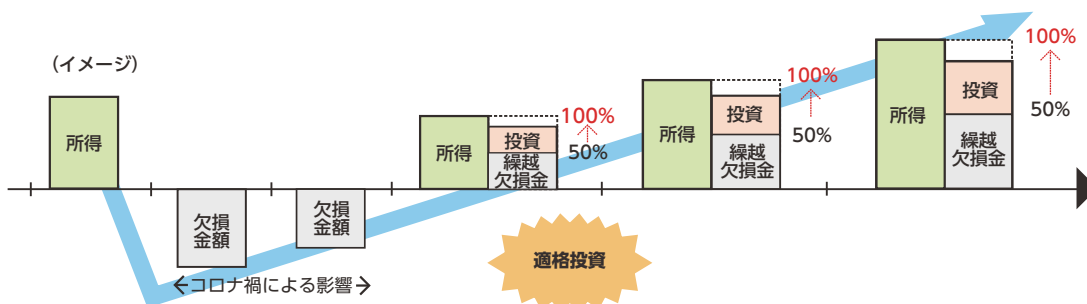 （イメージ）
所得
欠損
金額
欠損
金額
コロナ禍による影響
所得
投資
繰越
欠損金
100%
50%
適格投資
所得
投資
繰越
欠損金
100%
50%
所得
投資
繰越
欠損金
100%
50%